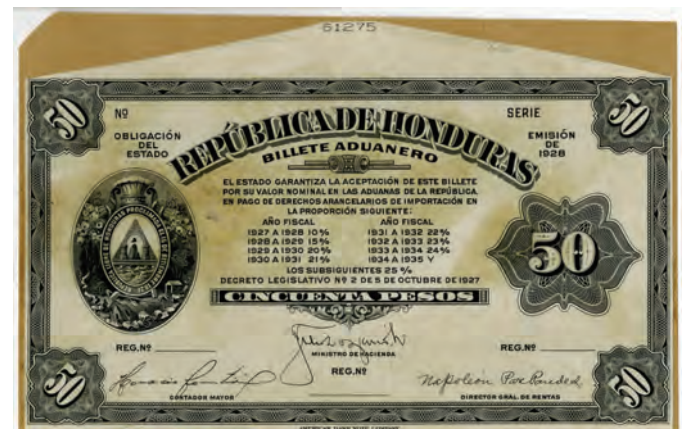 61275
50
50
Nº
SERIE
OBLIGACIÓN
DEL
ESTADO
EMISIÓN
DE
1928
REPÚBLICA DE HONDURAS
BILLETE ADUANERO
EL ESTADO GARANTIZA LA ACEPTACIÓN DE ESTE BILLETE
POR SU VALOR NOMINAL EN LAS ADUANAS DE LA REPÚBLICA,
EN PAGO DE DERECHOS ARANCELARIOS DE IMPORTACIÓN EN
LA PROPORCIÓN SIGUIENTE:
AÑO FISCAL AÑO FISCAL
1927 A 1928 10% 1931 A 1932 22%
1928 A 1929 15% 1932 A 1933 23%
1929 A 1930 20% 1933 A 1934 24%
1930 A 1931 21% 1934 A 1935 Y
LOS SUBSIGUIENTES 25 %
DECRETO LEGISLATIVO Nº 2 DE 5 DE OCTUBRE DE 1927
50
CINCUENTA PESOS
REG.Nº
MINISTRO DE HACIENDA
REG.Nº
REG.Nº
50
CONTADOR MAYOR
Napoleón
DIRECTOR GRÁL. DE RENTAS
50
AMERICAN BANK NOTE COMPANY